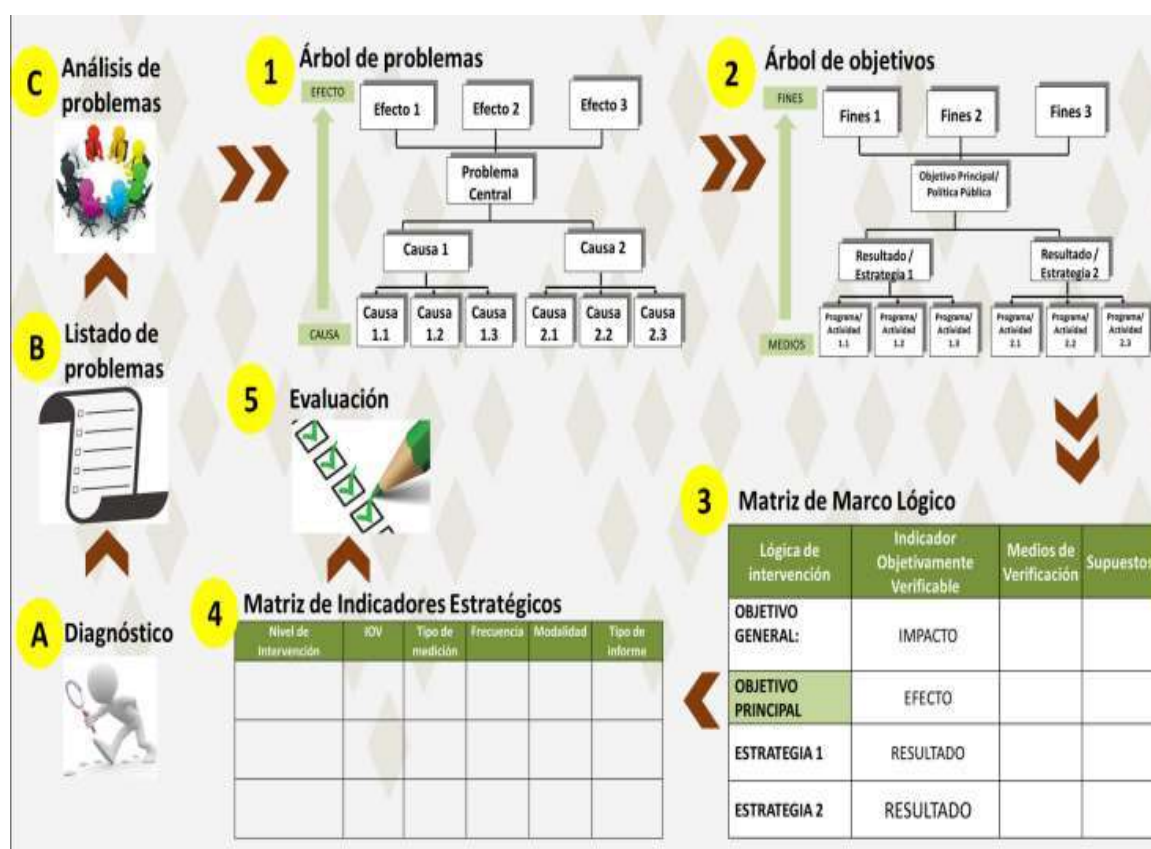 C
Análisis de
problemas
B
Listado de
problemas
A
Diagnóstico
1
Árbol de problemas
EFECTO
Efecto 1
Efecto 2
Efecto 3
Problema
Central
Causa 1
Causa 2
CAUSA
Causa
1.1
Causa
1.2
Causa
1.3
Causa
2.1
Causa
2.2
Causa
2.3
2
Árbol de objetivos
FINES
Fines 1
Fines 2
Fines 3
Objetivo Principal/
Política Pública
Resultado /
Estrategia 1
Resultado /
Estrategia 2
MEDIOS
Programa/
Actividad
1.1
Programa/
Actividad
1.2
Programa/
Actividad
1.3
Programa/
Actividad
2.1
Programa/
Actividad
2.2
Programa/
Actividad
2.3
3
Matriz de Marco Lógico
Lógica de
intervención
Indicador
Objetivamente
Verificable
Medios de
Verificación
Supuestos
OBJETIVO
GENERAL:
IMPACTO
OBJETIVO
PRINCIPAL
EFECTO
ESTRATEGIA 1
RESULTADO
ESTRATEGIA 2
RESULTADO
4
Matriz de Indicadores Estratégicos
Nivel de
Intervención
IOV
Tipo de
medición
Frecuencia
Modalidad
Tipo de
informe
5
Evaluación